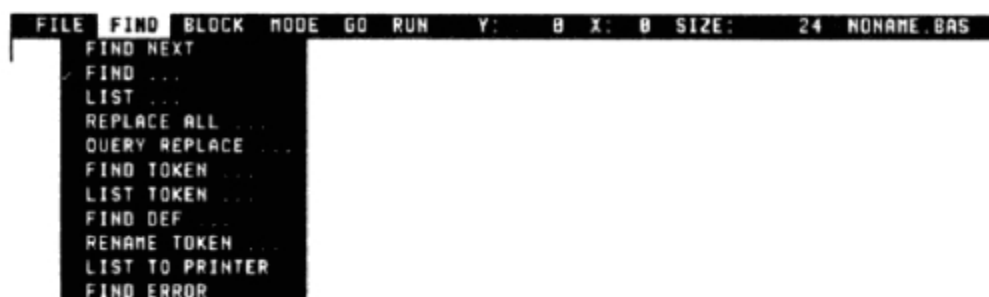 FILE FIND BLOCK MODE GO RUN Y: 0 X: 0 SIZE: 24 NONAME.BAS
FIND NEXT
✓ FIND ...
LIST ...
REPLACE ALL ...
QUERY REPLACE ...
FIND TOKEN ...
LIST TOKEN ...
FIND DEF ...
RENAME TOKEN ...
LIST TO PRINTER
FIND ERROR